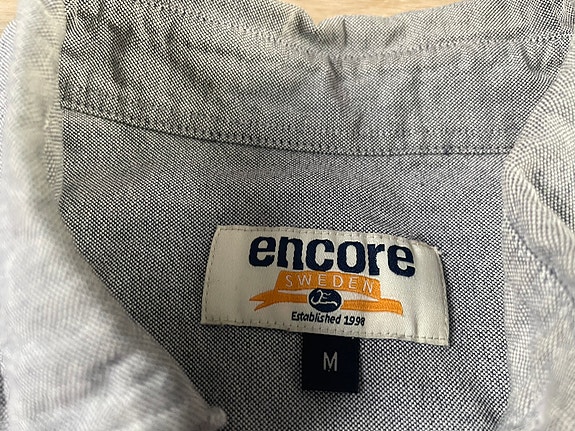 encore
SWEDEN
Established 1998
M